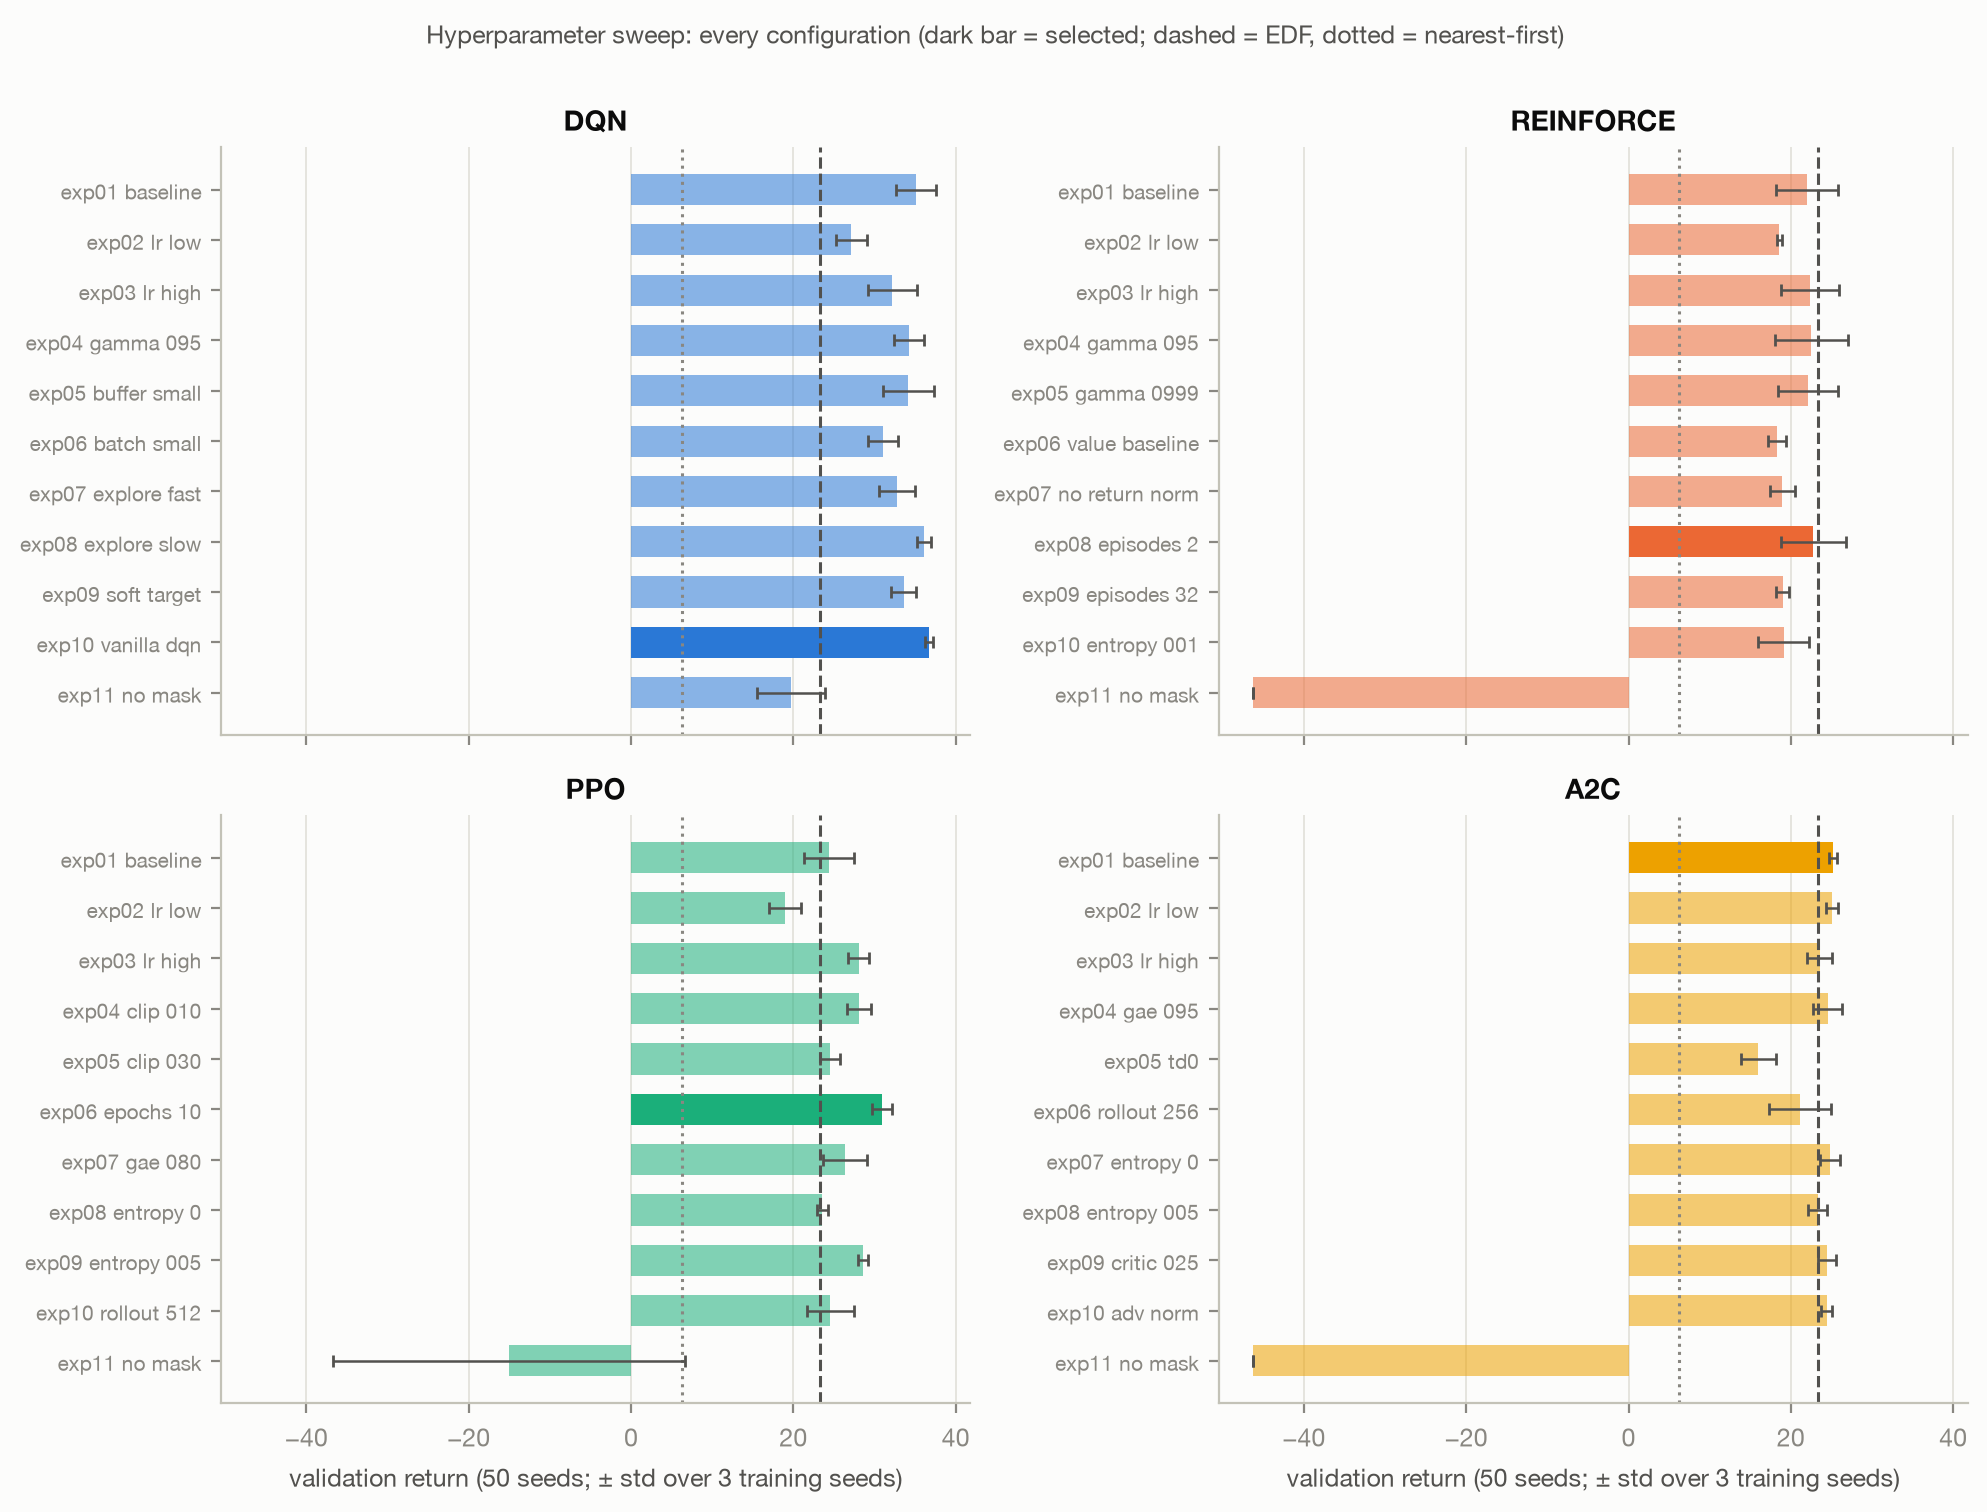 Hyperparameter sweep: every configuration (dark bar = selected; dashed = EDF, dotted = nearest-first)
DQN
exp01 baseline
exp02 lr low
exp03 lr high
exp04 gamma 095
exp05 buffer small
exp06 batch small
exp07 explore fast
exp08 explore slow
exp09 soft target
exp10 vanilla dqn
exp11 no mask
REINFORCE
exp01 baseline
exp02 lr low
exp03 lr high
exp04 gamma 095
exp05 gamma 0999
exp06 value baseline
exp07 no return norm
exp08 episodes 2
exp09 episodes 32
exp10 entropy 001
exp11 no mask
PPO
exp01 baseline
exp02 lr low
exp03 lr high
exp04 clip 010
exp05 clip 030
exp06 epochs 10
exp07 gae 080
exp08 entropy 0
exp09 entropy 005
exp10 rollout 512
exp11 no mask
−40 −20 0 20 40
validation return (50 seeds; ± std over 3 training seeds)
A2C
exp01 baseline
exp02 lr low
exp03 lr high
exp04 gae 095
exp05 td0
exp06 rollout 256
exp07 entropy 0
exp08 entropy 005
exp09 critic 025
exp10 adv norm
exp11 no mask
−40 −20 0 20 40
validation return (50 seeds; ± std over 3 training seeds)